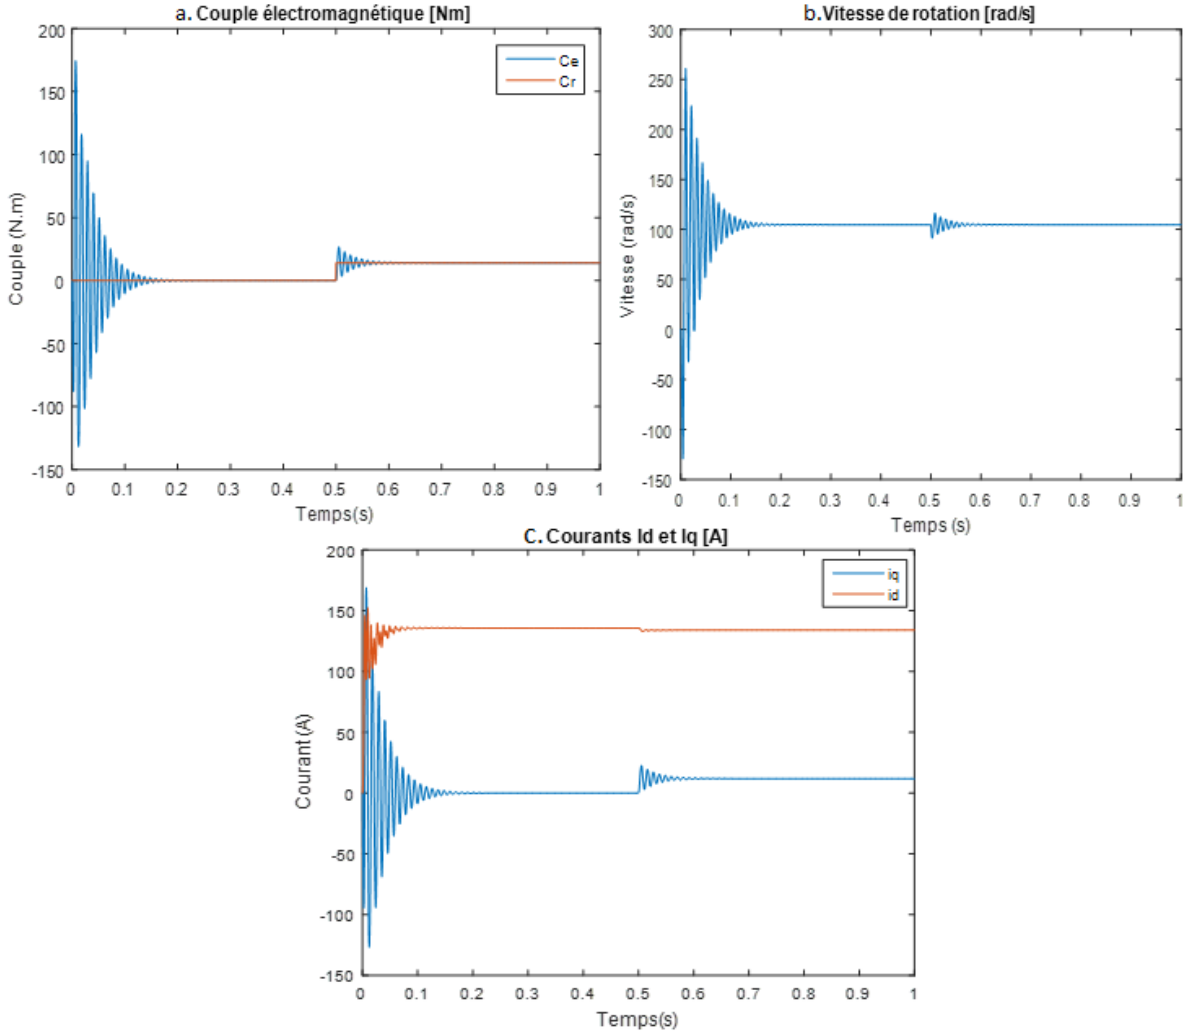 a. Couple électromagnétique [Nm]
200
150
100
50
0
-50
-100
-150
Couple (N.m)
Ce
Cr
0 0.1 0.2 0.3 0.4 0.5 0.6 0.7 0.8 0.9 1
Temps(s)
b.Vitesse de rotation [rad/s]
300
250
200
150
100
50
0
-50
-100
-150
Vitesse (rad/s)
0 0.1 0.2 0.3 0.4 0.5 0.6 0.7 0.8 0.9 1
Temps (s)
C. Courants Id et Iq [A]
200
150
100
50
0
-50
-100
-150
Courant (A)
iq
id
0 0.1 0.2 0.3 0.4 0.5 0.6 0.7 0.8 0.9 1
Temps(s)